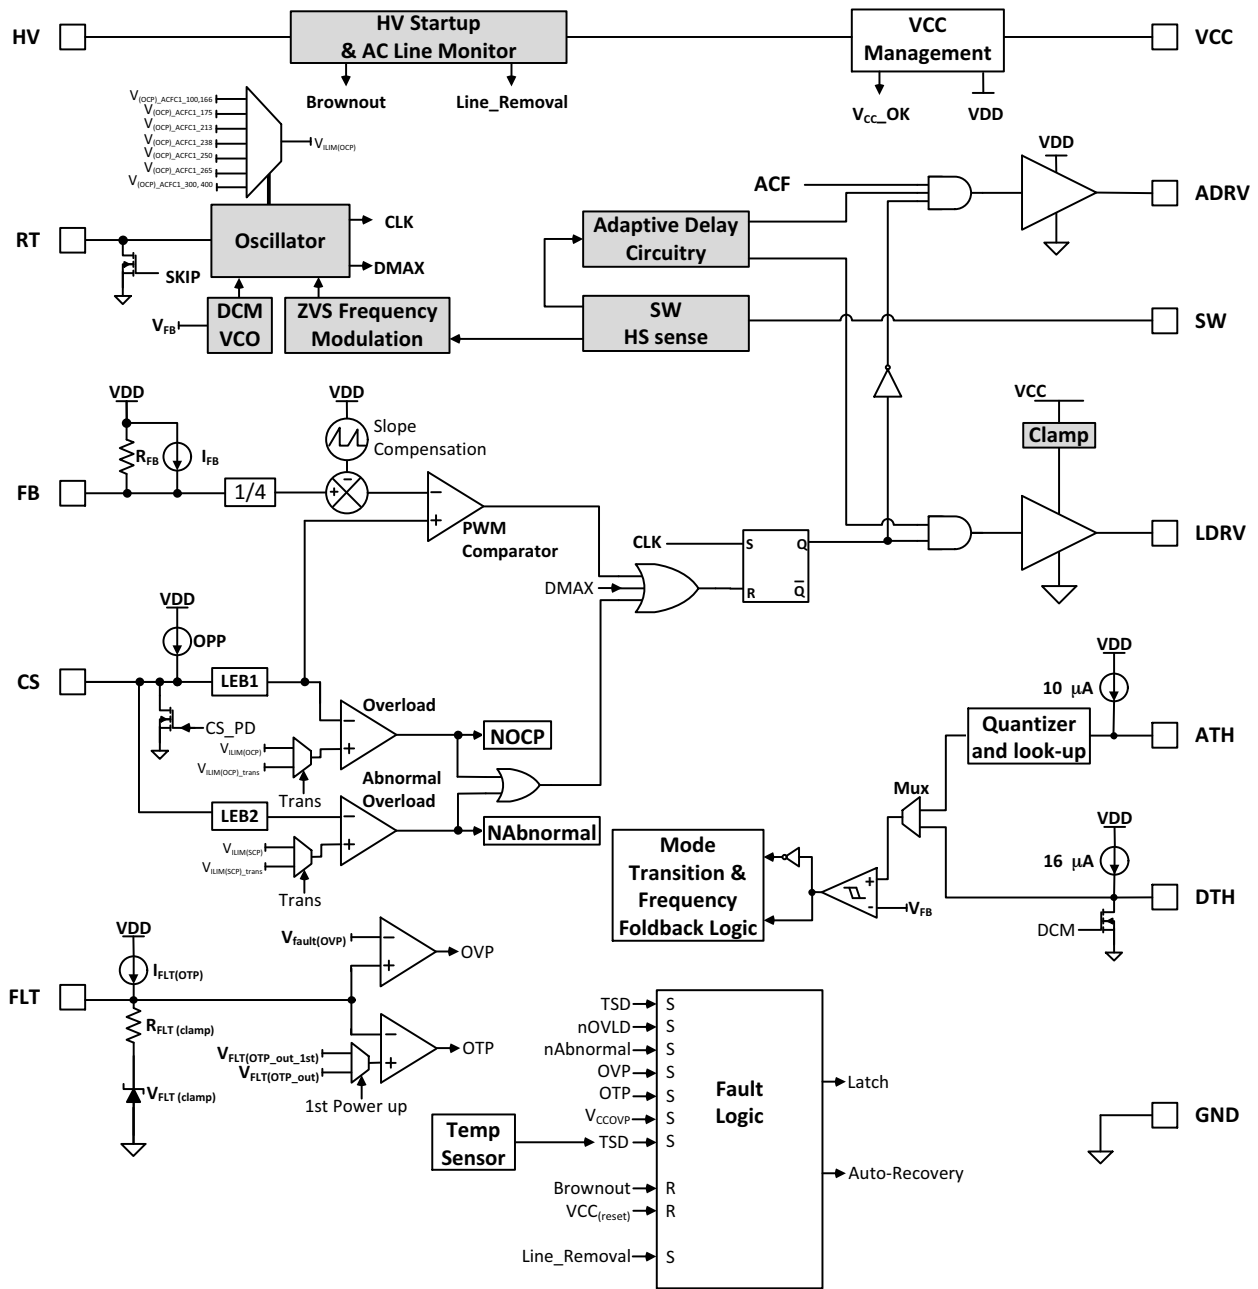 HV
HV Startup
& AC Line Monitor
VCC
Management
VCC
Brownout
Line_Removal
VCC_OK
VDD
V(OCP)_ACFC1_100,166
V(OCP)_ACFC1_175
V(OCP)_ACFC1_213
V(OCP)_ACFC1_238
V(OCP)_ACFC1_250
V(OCP)_ACFC1_265
V(OCP)_ACFC1_300, 400
VILIM(OCP)
VDD
ACF
ADRV
RT
Oscillator
CLK
DMAX
SKIP
Adaptive Delay
Circuitry
VFB
DCM
VCO
ZVS Frequency
Modulation
SW
HS sense
SW
VDD
VDD
Slope
Compensation
VCC
Clamp
RFB
IFB
FB
1/4
+
−
−
+
PWM
Comparator
CLK
S
Q
R
Q
DMAX
LDRV
VDD
OPP
CS
LEB1
CS_PD
Overload
−
+
VILIM(OCP)
VILIM(OCP)_trans
Trans
NOCP
Abnormal
Overload
LEB2
−
+
VILIM(SCP)
VILIM(SCP)_trans
Trans
NAbnormal
VDD
10 μA
Quantizer
and look-up
ATH
Mux
VDD
16 μA
Mode
Transition &
Frequency
Foldback Logic
+
-
VFB
DTH
DCM
VDD
IFLT(OTP)
FLT
RFLT (clamp)
VFLT (clamp)
Vfault(OVP)
−
+
OVP
−
+
OTP
VFLT(OTP_out_1st)
VFLT(OTP_out)
1st Power up
Temp
Sensor
TSD S
nOVLD S
nAbnormal S
OVP S
OTP S
VCCOVP S
TSD S
Brownout R
VCC(reset) R
Line_Removal S
Fault
Logic
Latch
Auto-Recovery
GND